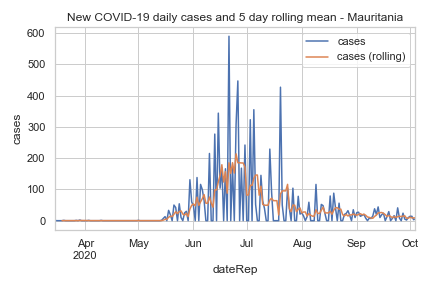 New COVID-19 daily cases and 5 day rolling mean - Mauritania
cases
cases (rolling)
600
500
400
300
200
100
0
cases
Apr
2020
May
Jun
Jul
Aug
Sep
Oct
dateRep